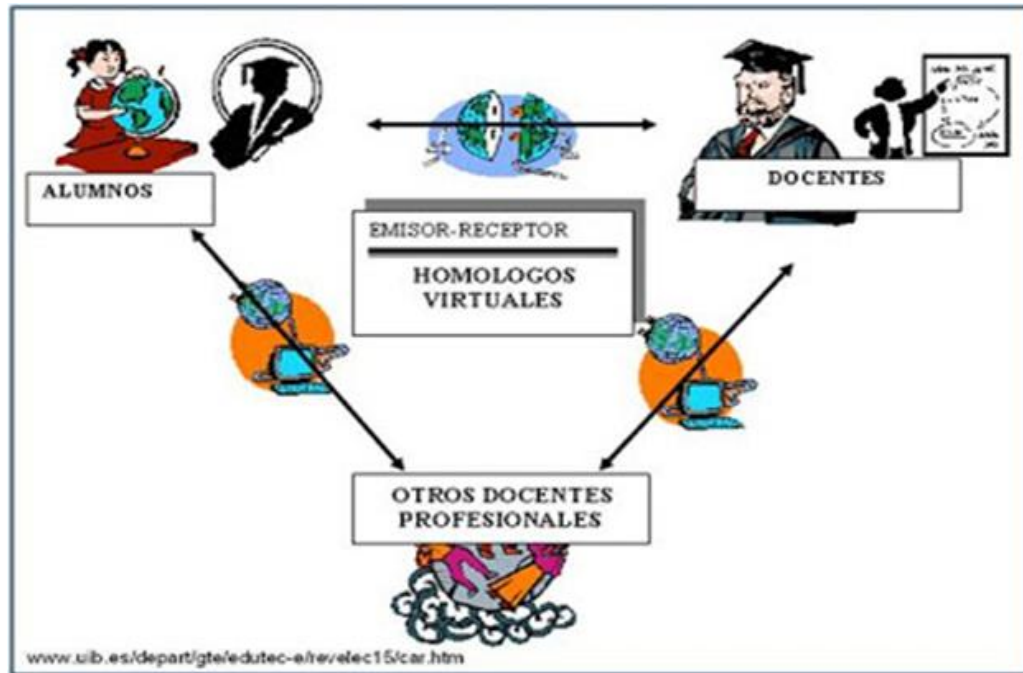 ALUMNOS
DOCENTES
EMISOR-RECEPTOR
HOMOLOGOS
VIRTUALES
OTROS DOCENTES
PROFESIONALES
www.uib.es/depart/gte/edutec-e/revelec15/car.htm